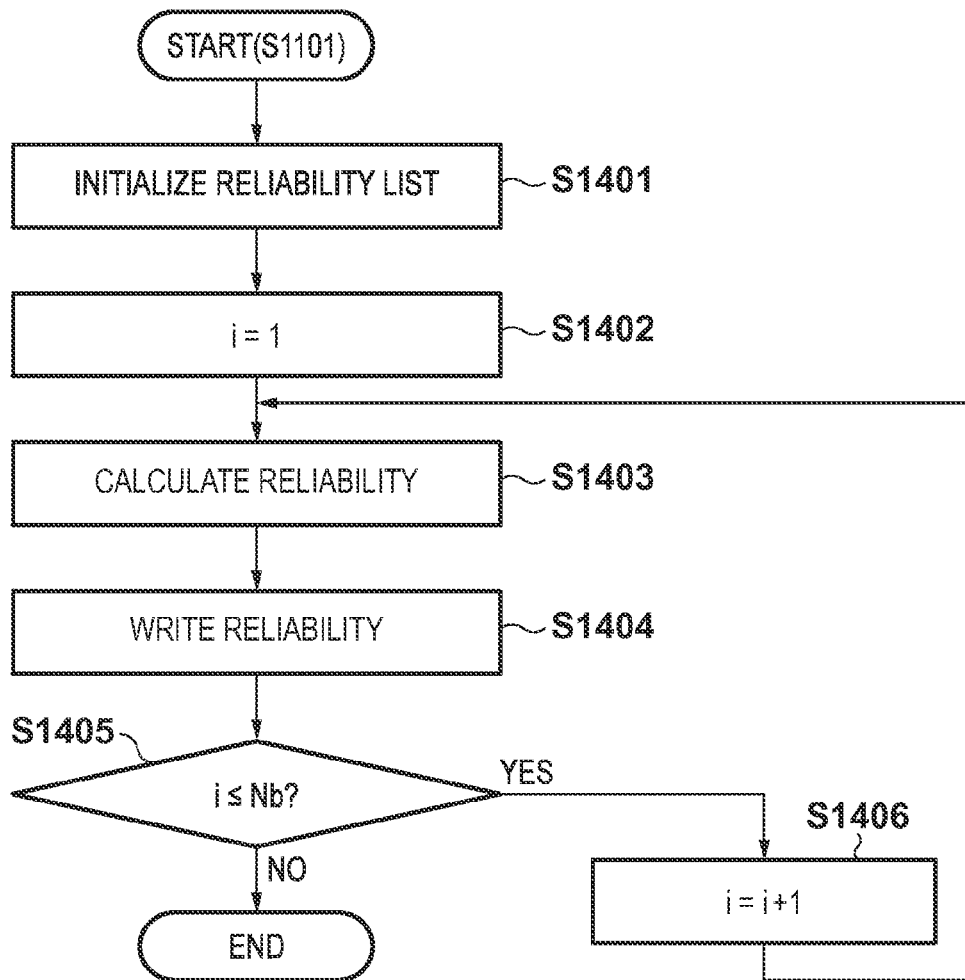 START(S1101)
INITIALIZE RELIABILITY LIST
S1401
i = 1
S1402
CALCULATE RELIABILITY
S1403
WRITE RELIABILITY
S1404
S1405
i ≤ Nb?
YES
S1406
NO
i = i+1
END